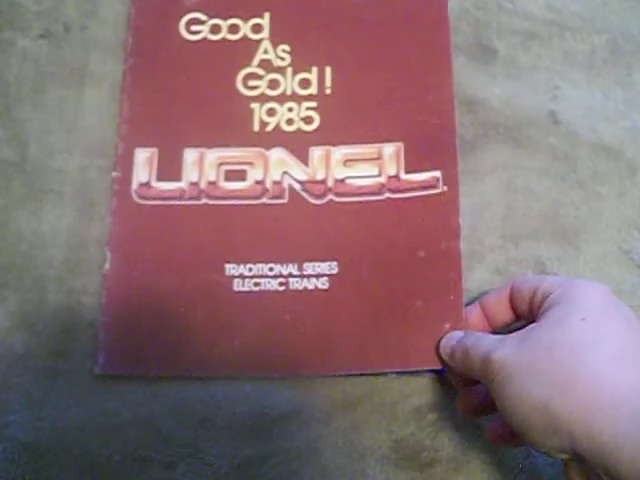 Good
As
Gold!
1985
LIONEL
TRADITIONAL SERIES
ELECTRIC TRAINS